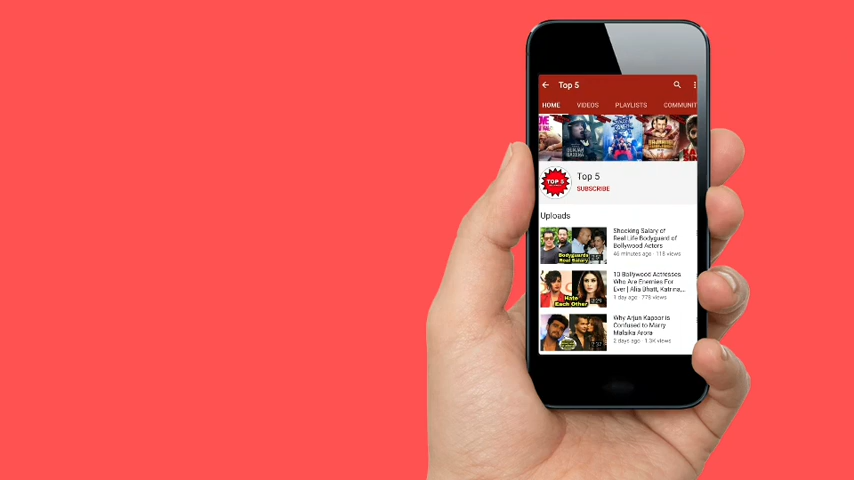 Top 5
HOME VIDEOS PLAYLISTS COMMUNIT
TOP 5
Top 5
SUBSCRIBE
Uploads
Shocking Salary of
Real Life Bodyguard of
Bollywood Actors
46 minutes ago · 118 views
Bodyguards
Real Salary
10 Bollywood Actresses
Who Are Enemies For
Ever | Alia Bhatt, Katrina,...
1 day ago · 778 views
Hate
Each Other
Why Arjun Kapoor is
Confused to Marry
Malaika Arora
2 days ago · 1.3K views